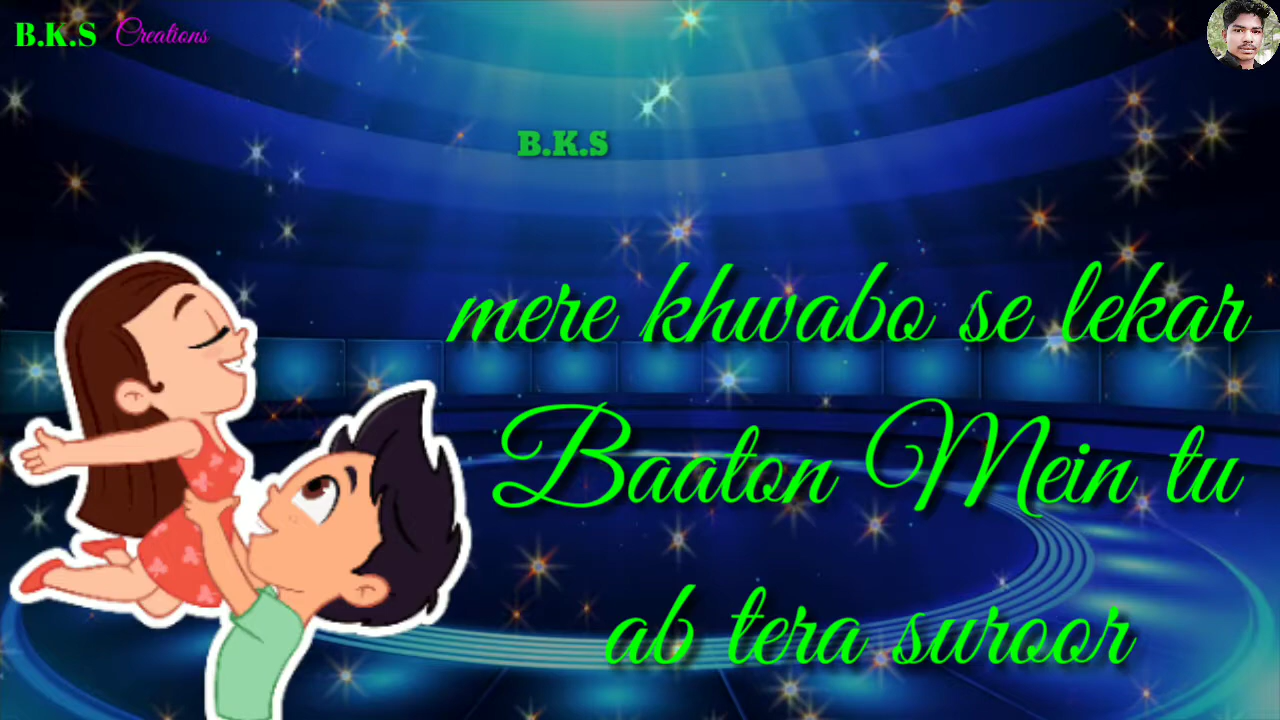 B.K.S Creations
B.K.S
mere khwabo se lekar
Baaton Mein tu
ab tera suroor